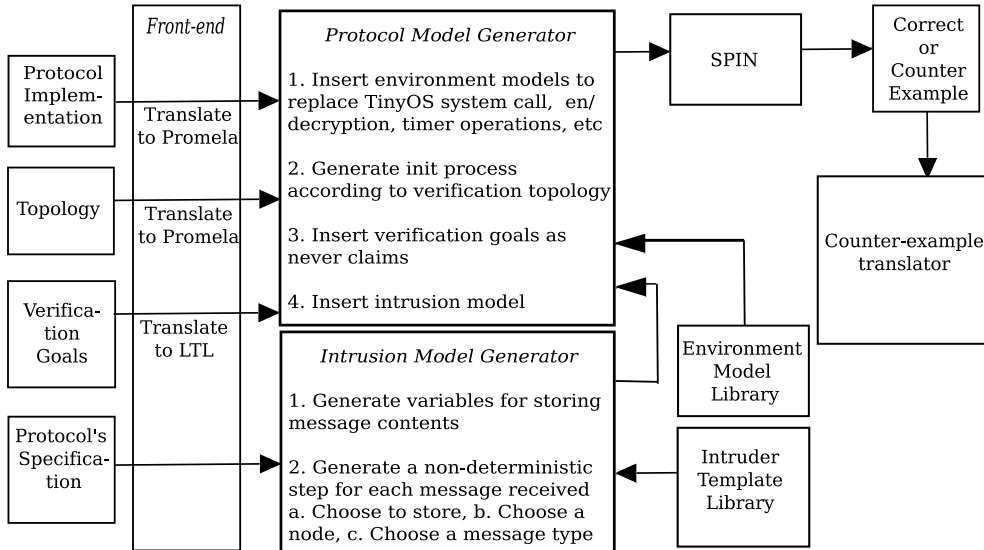 Protocol
Implem-
entation
Topology
Verifica-
tion
Goals
Protocol's
Specifica-
tion
Front-end
Translate
to Promela
Translate
to Promela
Translate
to LTL
Protocol Model Generator
1. Insert environment models to
replace TinyOS system call,  en/
decryption, timer operations, etc
2. Generate init process
according to verification topology
3. Insert verification goals as
never claims
4. Insert intrusion model
Intrusion Model Generator
1. Generate variables for storing
message contents
2. Generate a non-deterministic
step for each message received
a. Choose to store, b. Choose a
node, c. Choose a message type
SPIN
Correct
or
Counter
Example
Counter-example
translator
Environment
Model
Library
Intruder
Template
Library